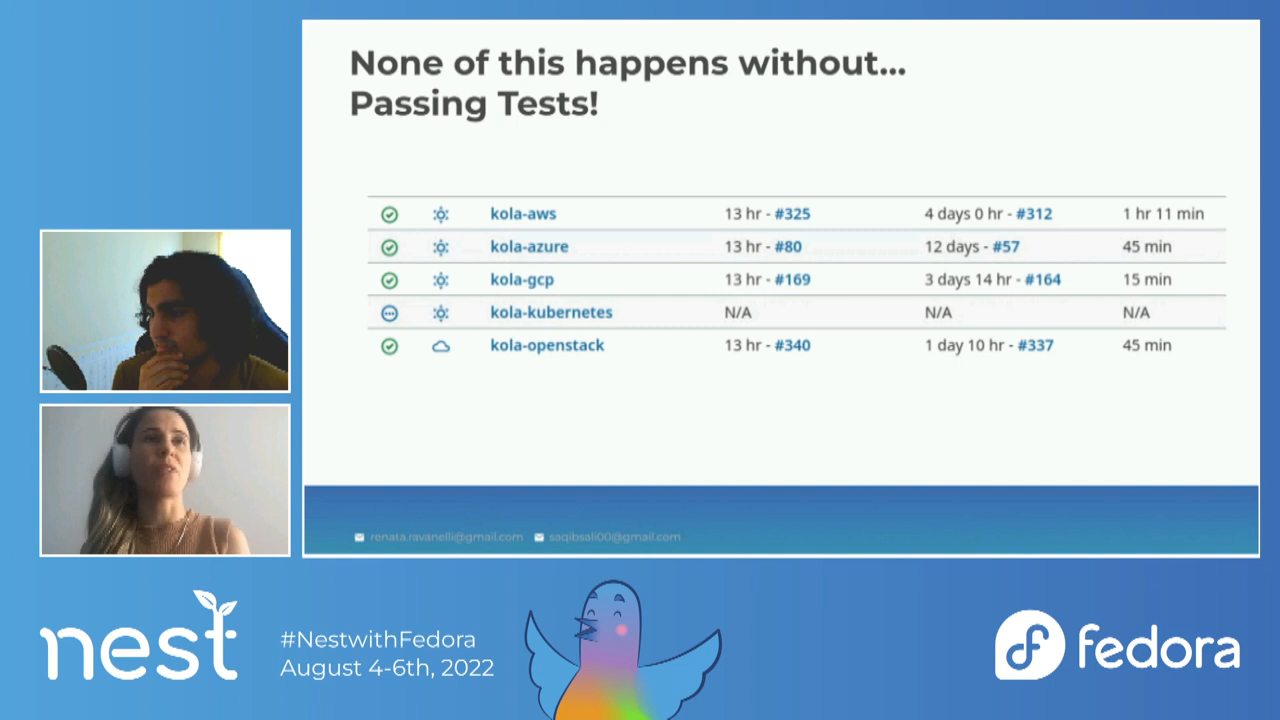 None of this happens without...
Passing Tests!
kola-aws 13 hr - #325 4 days 0 hr - #312 1 hr 11 min
kola-azure 13 hr - #80 12 days - #57 45 min
kola-gcp 13 hr - #169 3 days 14 hr - #164 15 min
kola-kubernetes N/A N/A N/A
kola-openstack 13 hr - #340 1 day 10 hr - #337 45 min
renata.ravanelli@gmail.com saqibsali00@gmail.com
nest
#NestwithFedora
August 4-6th, 2022
fedora